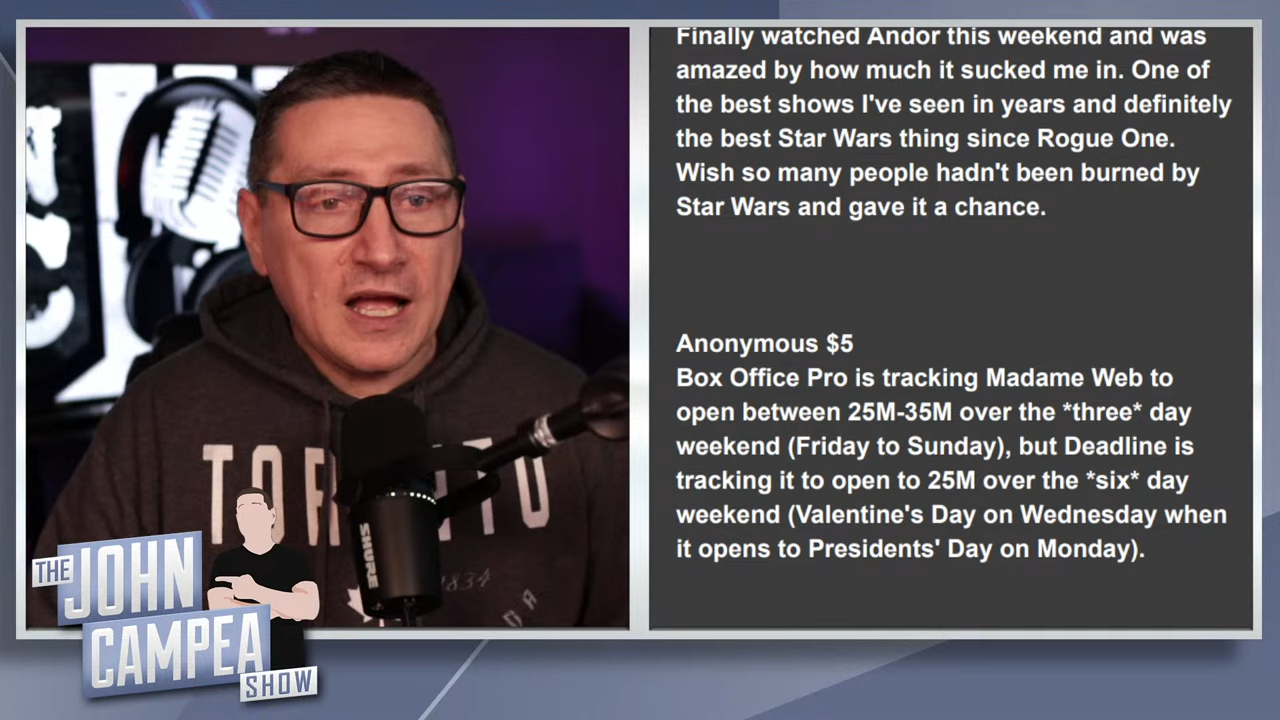 Finally watched Andor this weekend and was
amazed by how much it sucked me in. One of
the best shows I've seen in years and definitely
the best Star Wars thing since Rogue One.
Wish so many people hadn't been burned by
Star Wars and gave it a chance.
Anonymous $5
Box Office Pro is tracking Madame Web to
open between 25M-35M over the *three* day
weekend (Friday to Sunday), but Deadline is
tracking it to open to 25M over the *six* day
weekend (Valentine's Day on Wednesday when
it opens to Presidents' Day on Monday).
SHURE
1834
THE
JOHN
CAMPEA
SHOW